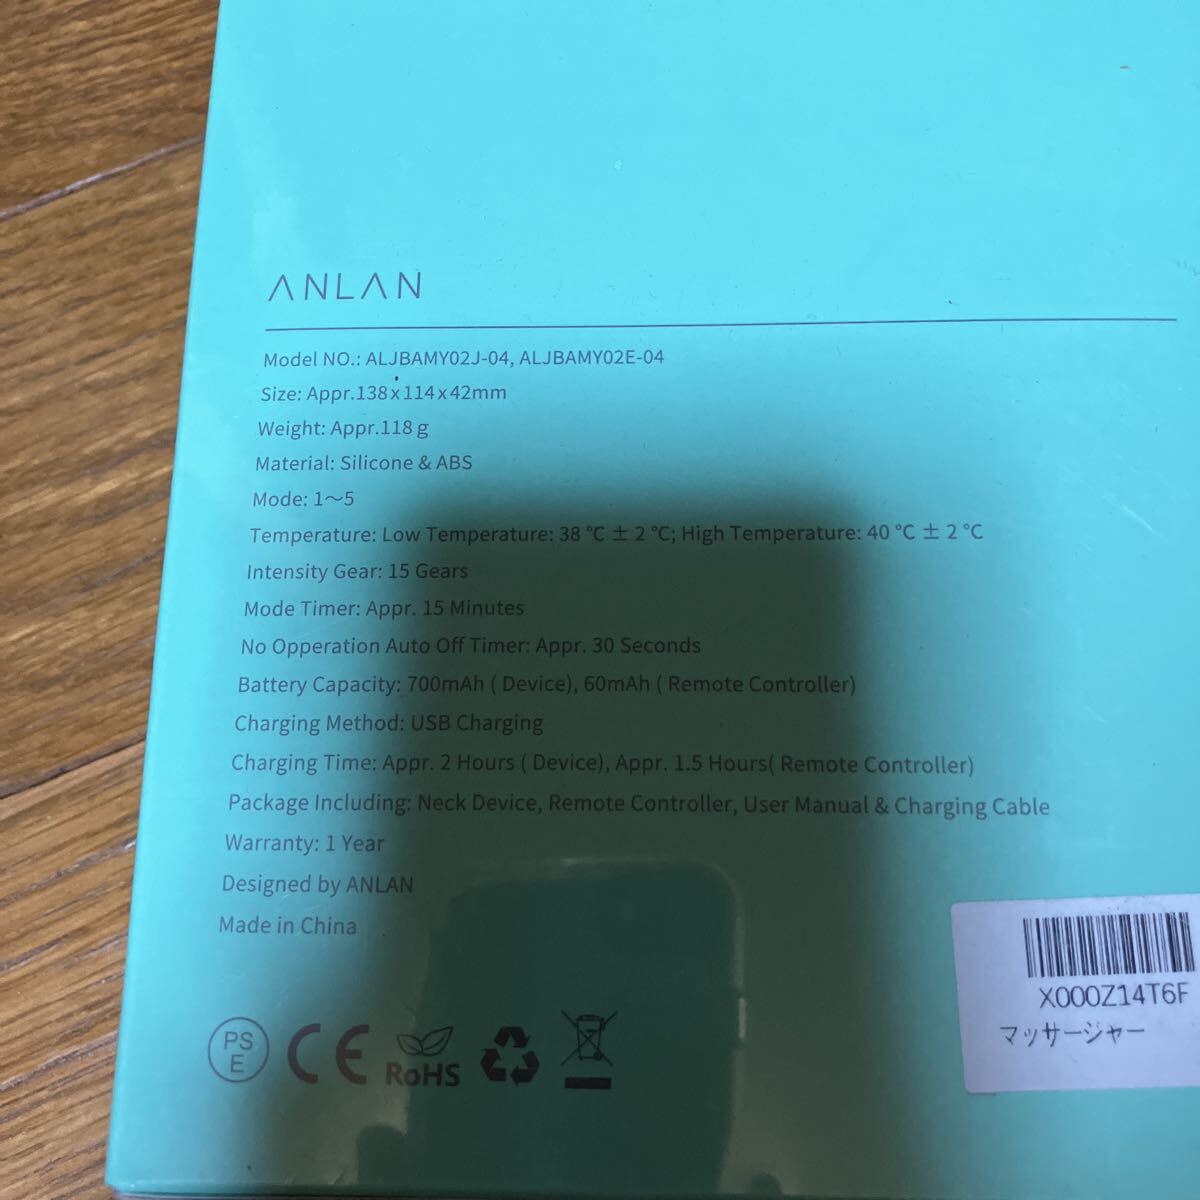 ANLAN
Model NO.: ALJBAMY02J-04, ALJBAMY02E-04
Size: Appr.138 x 114 x 42mm
Weight: Appr.118 g
Material: Silicone & ABS
Mode: 1～5
Temperature: Low Temperature: 38 ℃ ± 2 ℃; High Temperature: 40 ℃ ± 2 ℃
Intensity Gear: 15 Gears
Mode Timer: Appr. 15 Minutes
No Opperation Auto Off Timer: Appr. 30 Seconds
Battery Capacity: 700mAh ( Device), 60mAh ( Remote Controller)
Charging Method: USB Charging
Charging Time: Appr. 2 Hours ( Device), Appr. 1.5 Hours( Remote Controller)
Package Including: Neck Device, Remote Controller, User Manual & Charging Cable
Warranty: 1 Year
Designed by ANLAN
Made in China
PS
E
CE
RoHS
X000Z14T6F
マッサージャー